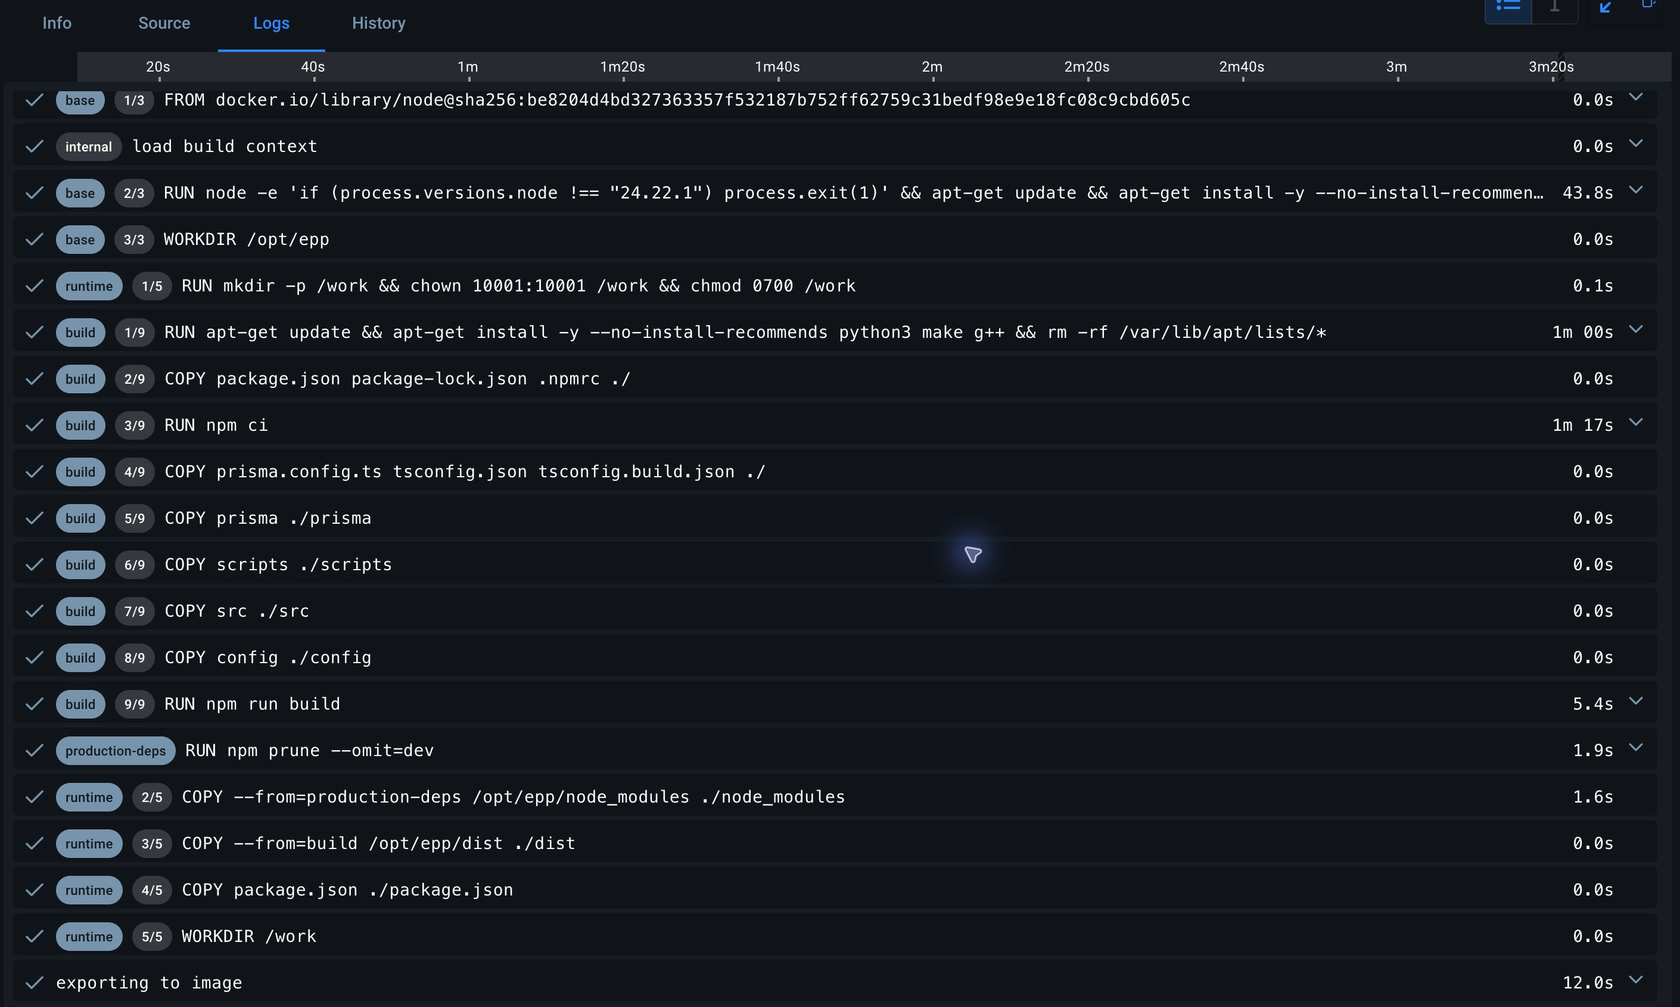 Info Source Logs History
20s 40s 1m 1m20s 1m40s 2m 2m20s 2m40s 3m 3m20s
base 1/3 FROM docker.io/library/node@sha256:be8204d4bd327363357f532187b752ff62759c31bedf98e9e18fc08c9cbd605c 0.0s
internal load build context 0.0s
base 2/3 RUN node -e 'if (process.versions.node !== "24.22.1") process.exit(1)' && apt-get update && apt-get install -y --no-install-recommen… 43.8s
base 3/3 WORKDIR /opt/epp 0.0s
runtime 1/5 RUN mkdir -p /work && chown 10001:10001 /work && chmod 0700 /work 0.1s
build 1/9 RUN apt-get update && apt-get install -y --no-install-recommends python3 make g++ && rm -rf /var/lib/apt/lists/* 1m 00s
build 2/9 COPY package.json package-lock.json .npmrc ./ 0.0s
build 3/9 RUN npm ci 1m 17s
build 4/9 COPY prisma.config.ts tsconfig.json tsconfig.build.json ./ 0.0s
build 5/9 COPY prisma ./prisma 0.0s
build 6/9 COPY scripts ./scripts 0.0s
build 7/9 COPY src ./src 0.0s
build 8/9 COPY config ./config 0.0s
build 9/9 RUN npm run build 5.4s
production-deps RUN npm prune --omit=dev 1.9s
runtime 2/5 COPY --from=production-deps /opt/epp/node_modules ./node_modules 1.6s
runtime 3/5 COPY --from=build /opt/epp/dist ./dist 0.0s
runtime 4/5 COPY package.json ./package.json 0.0s
runtime 5/5 WORKDIR /work 0.0s
exporting to image 12.0s